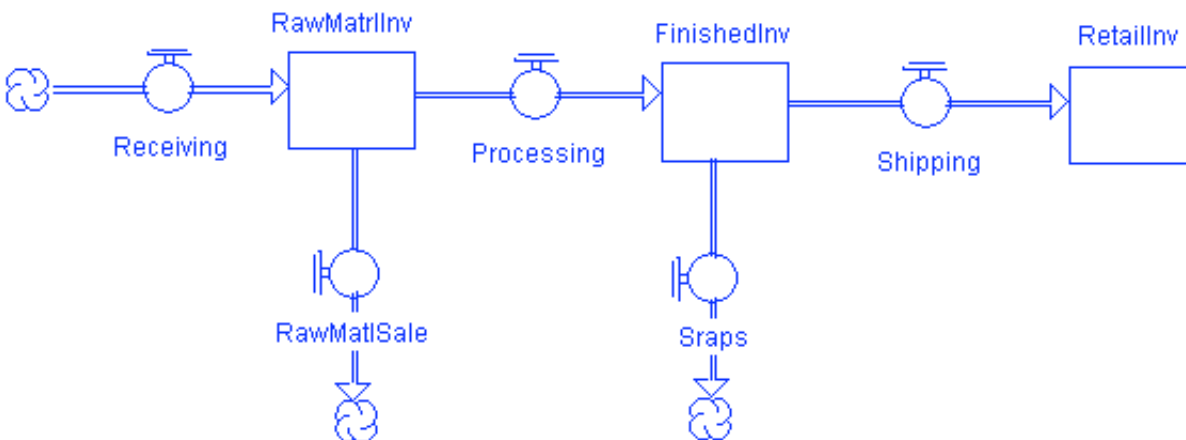 RawMatrlInv
FinishedInv
RetailInv
Receiving
Processing
Shipping
RawMatlSale
Sraps